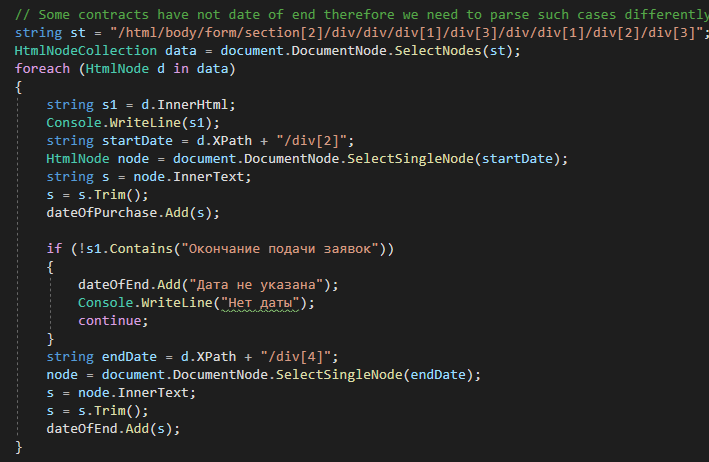 // Some contracts have not date of end therefore we need to parse such cases differently
string st = "/html/body/form/section[2]/div/div/div[1]/div[3]/div/div[1]/div[2]/div[3]";
HtmlNodeCollection data = document.DocumentNode.SelectNodes(st);
foreach (HtmlNode d in data)
{
    string s1 = d.InnerHtml;
    Console.WriteLine(s1);
    string startDate = d.XPath + "/div[2]";
    HtmlNode node = document.DocumentNode.SelectSingleNode(startDate);
    string s = node.InnerText;
    s = s.Trim();
    dateOfPurchase.Add(s);

    if (!s1.Contains("Окончание подачи заявок"))
    {
        dateOfEnd.Add("Дата не указана");
        Console.WriteLine("Нет даты");
        continue;
    }
    string endDate = d.XPath + "/div[4]";
    node = document.DocumentNode.SelectSingleNode(endDate);
    s = node.InnerText;
    s = s.Trim();
    dateOfEnd.Add(s);
}